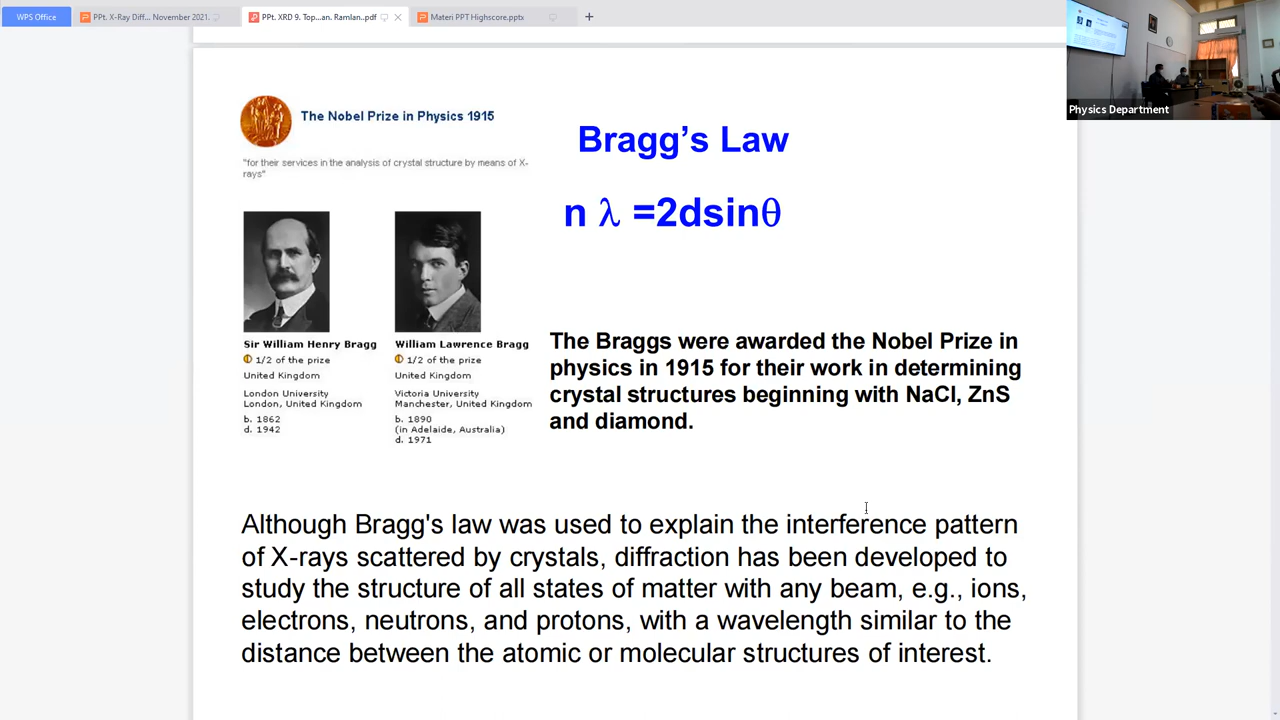 WPS Office
PPt. X-Ray Diff... November 2021.
PPt. XRD 9. Top...an. Ramlan..pdf
Materi PPT Highscore.pptx
Physics Department
The Nobel Prize in Physics 1915
"for their services in the analysis of crystal structure by means of X-
rays"
Bragg's Law
n λ =2dsinθ
Sir William Henry Bragg
1/2 of the prize
United Kingdom
London University
London, United Kingdom
b. 1862
d. 1942
William Lawrence Bragg
1/2 of the prize
United Kingdom
Victoria University
Manchester, United Kingdom
b. 1890
(in Adelaide, Australia)
d. 1971
The Braggs were awarded the Nobel Prize in
physics in 1915 for their work in determining
crystal structures beginning with NaCl, ZnS
and diamond.
Although Bragg's law was used to explain the interference pattern
of X-rays scattered by crystals, diffraction has been developed to
study the structure of all states of matter with any beam, e.g., ions,
electrons, neutrons, and protons, with a wavelength similar to the
distance between the atomic or molecular structures of interest.